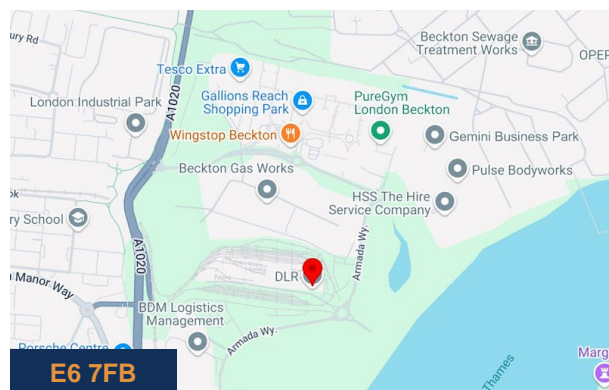 ury Rd
Beckton Sewage
Treatment Works
OPER
Tesco Extra
A1020
London Industrial Park
Gallions Reach
Shopping Park
PureGym
London Beckton
Wingstop Beckton
Gemini Business Park
Beckton Gas Works
Pulse Bodyworks
ok
HSS The Hire
Service Company
ry School
A1020
Armada Wy.
DLR
n Manor Way
BDM Logistics
Management
Armada Wy.
Porsche Centre
Marg
Thames
E6 7FB